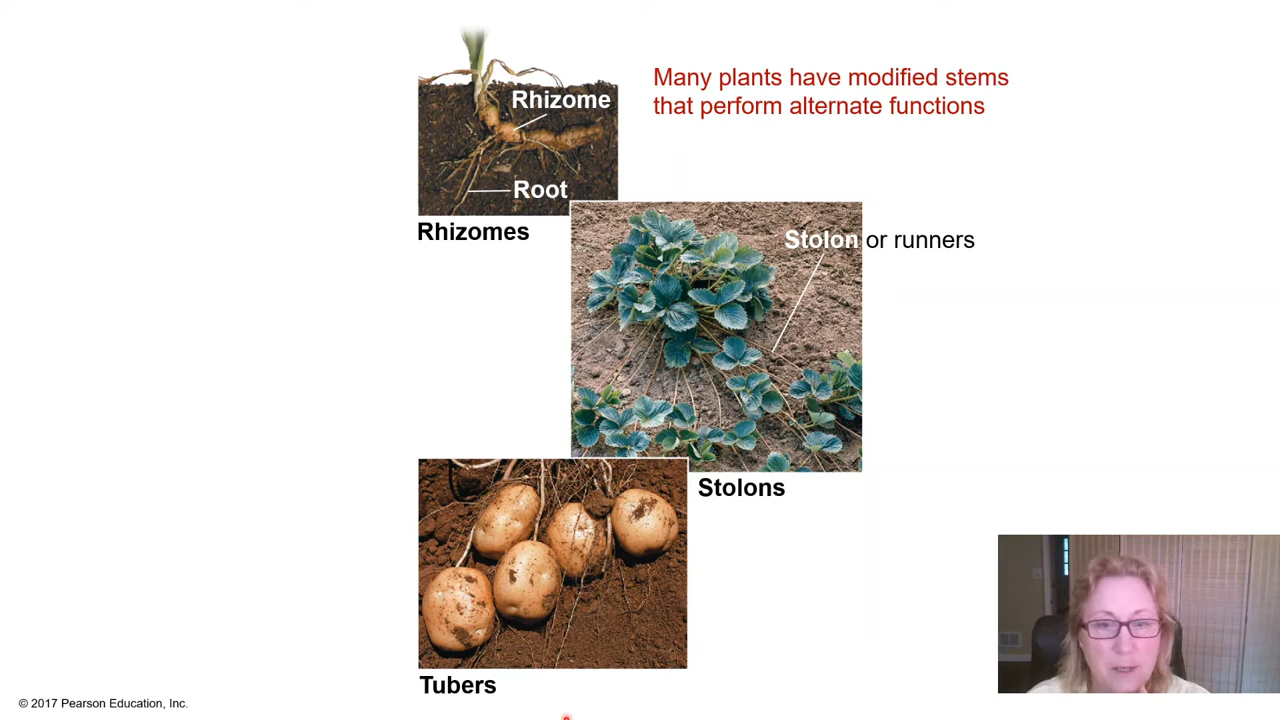 Many plants have modified stems
that perform alternate functions
Rhizome
Root
Rhizomes
Stolon or runners
Stolons
Tubers
© 2017 Pearson Education, Inc.